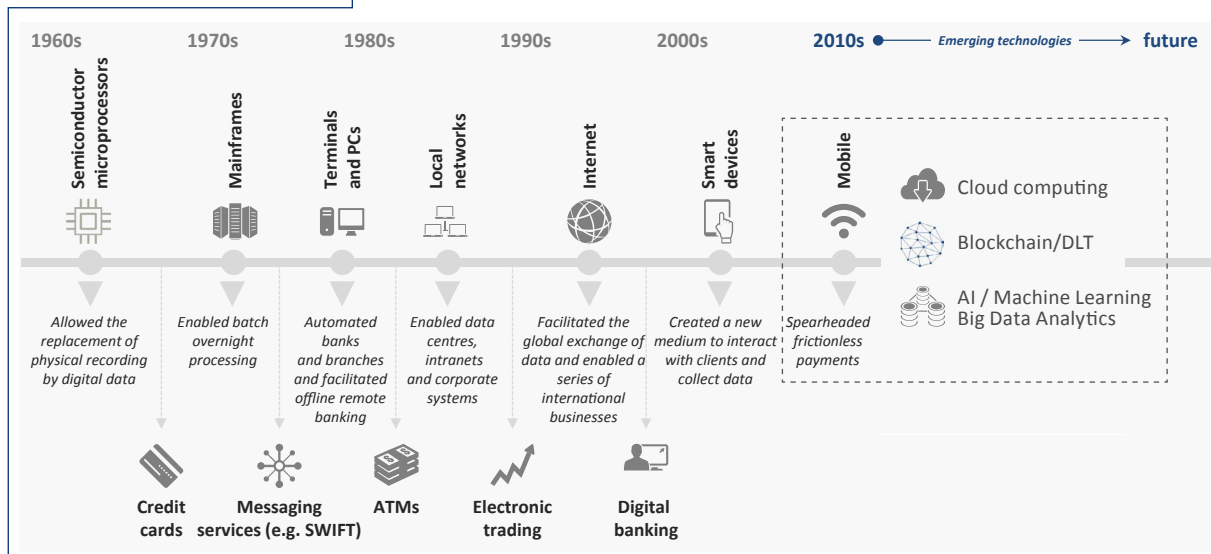 1960s
1970s
1980s
1990s
2000s
2010s
Emerging technologies
future
Semiconductor
microprocessors
Mainframes
Terminals
and PCs
Local
networks
Internet
Smart
devices
Mobile
Cloud computing
Blockchain/DLT
AI / Machine Learning
Big Data Analytics
Allowed the
replacement of
physical recording
by digital data
Enabled batch
overnight
processing
Automated
banks
and branches
and facilitated
offline remote
banking
Enabled data
centres,
intranets
and corporate
systems
Facilitated the
global exchange of
data and enabled a
series of
international
businesses
Created a new
medium to interact
with clients and
collect data
Spearheaded
frictionless
payments
Credit
cards
Messaging
services (e.g. SWIFT)
ATMs
Electronic
trading
Digital
banking